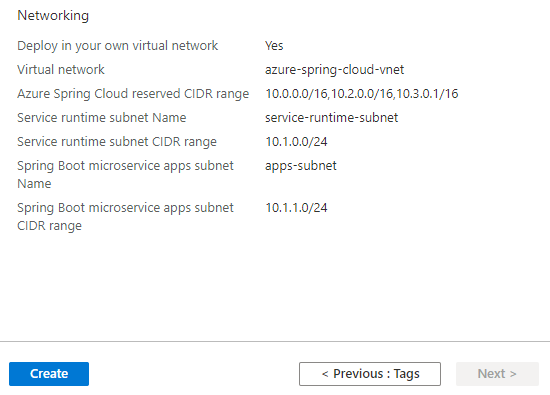 Networking
Deploy in your own virtual network Yes
Virtual network azure-spring-cloud-vnet
Azure Spring Cloud reserved CIDR range 10.0.0.0/16,10.2.0.0/16,10.3.0.1/16
Service runtime subnet Name service-runtime-subnet
Service runtime subnet CIDR range 10.1.0.0/24
Spring Boot microservice apps subnet apps-subnet
Name
Spring Boot microservice apps subnet 10.1.1.0/24
CIDR range
Create < Previous : Tags Next >